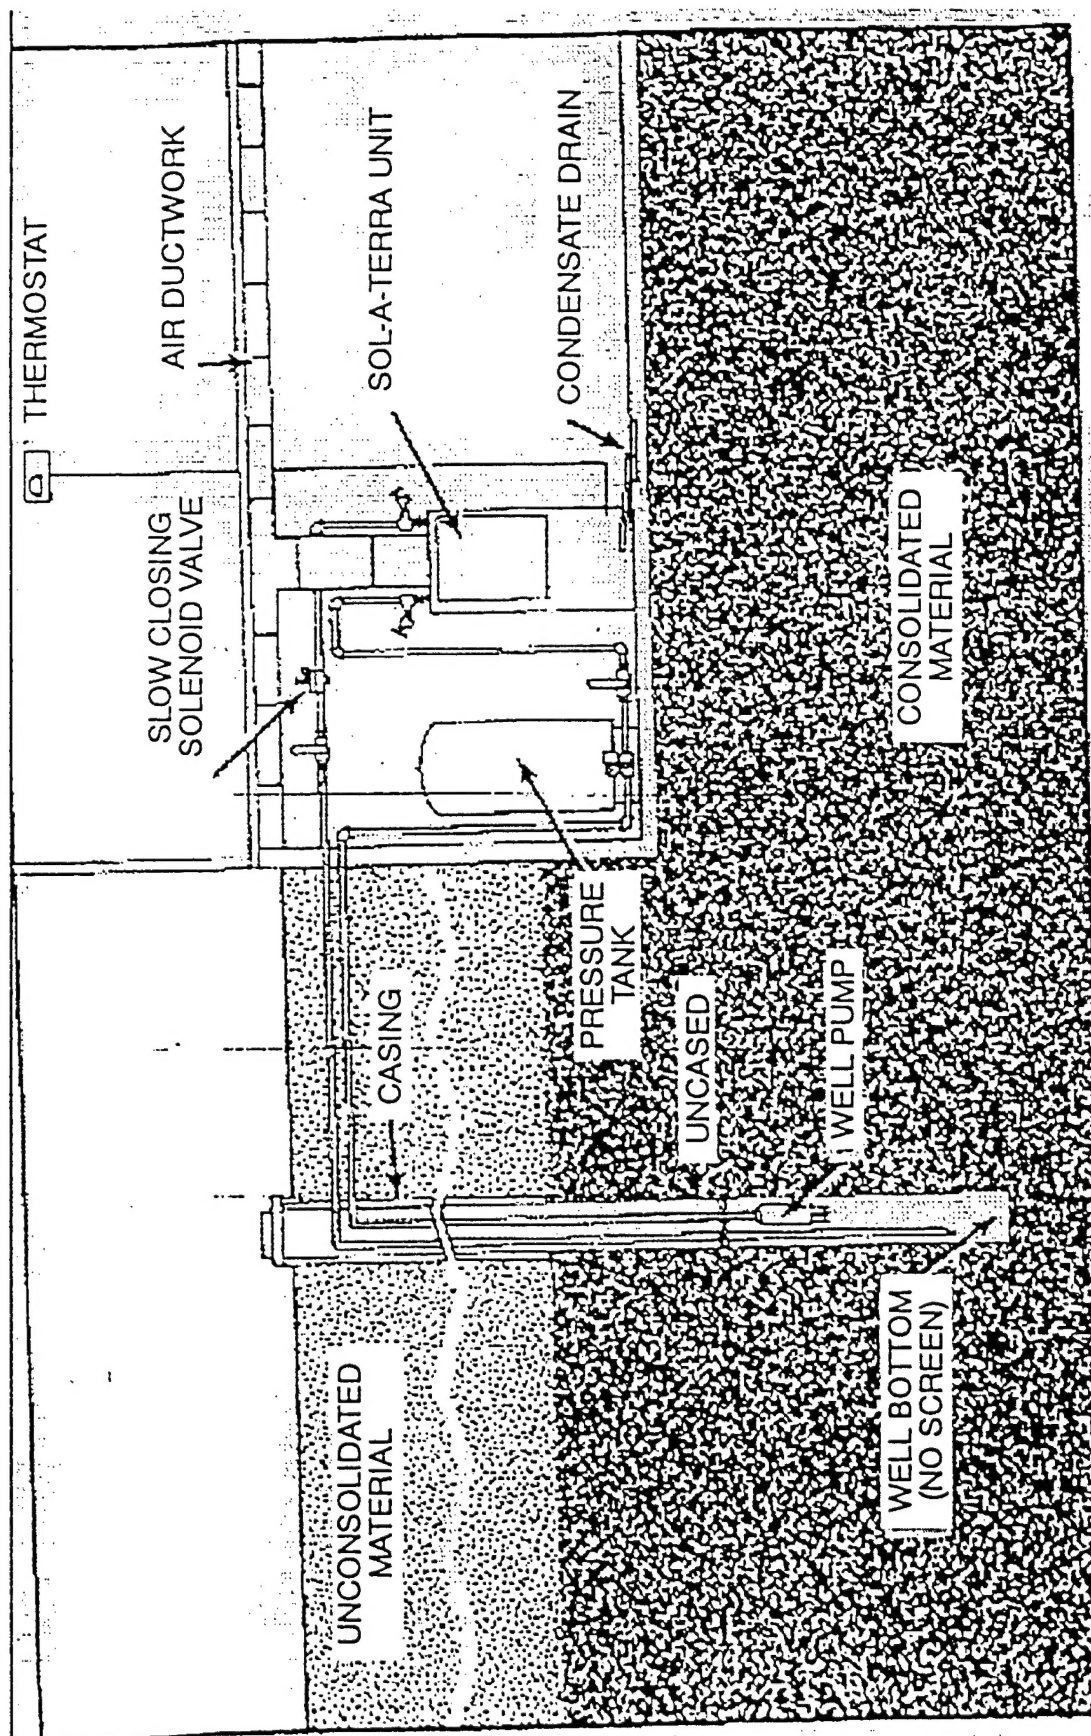 THERMOSTAT
AIR DUCTWORK
SLOW CLOSING
SOLENOID VALVE
SOL-A-TERRA UNIT
CONDENSATE DRAIN
PRESSURE
TANK
CASING
UNCASED
WELL PUMP
UNCONSOLIDATED
MATERIAL
CONSOLIDATED
MATERIAL
WELL BOTTOM
(NO SCREEN)